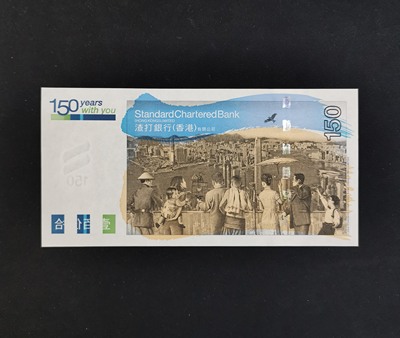 150 years
with you
Standard Chartered Bank
(HONG KONG) LIMITED
渣打銀行(香港)有限公司
150
150